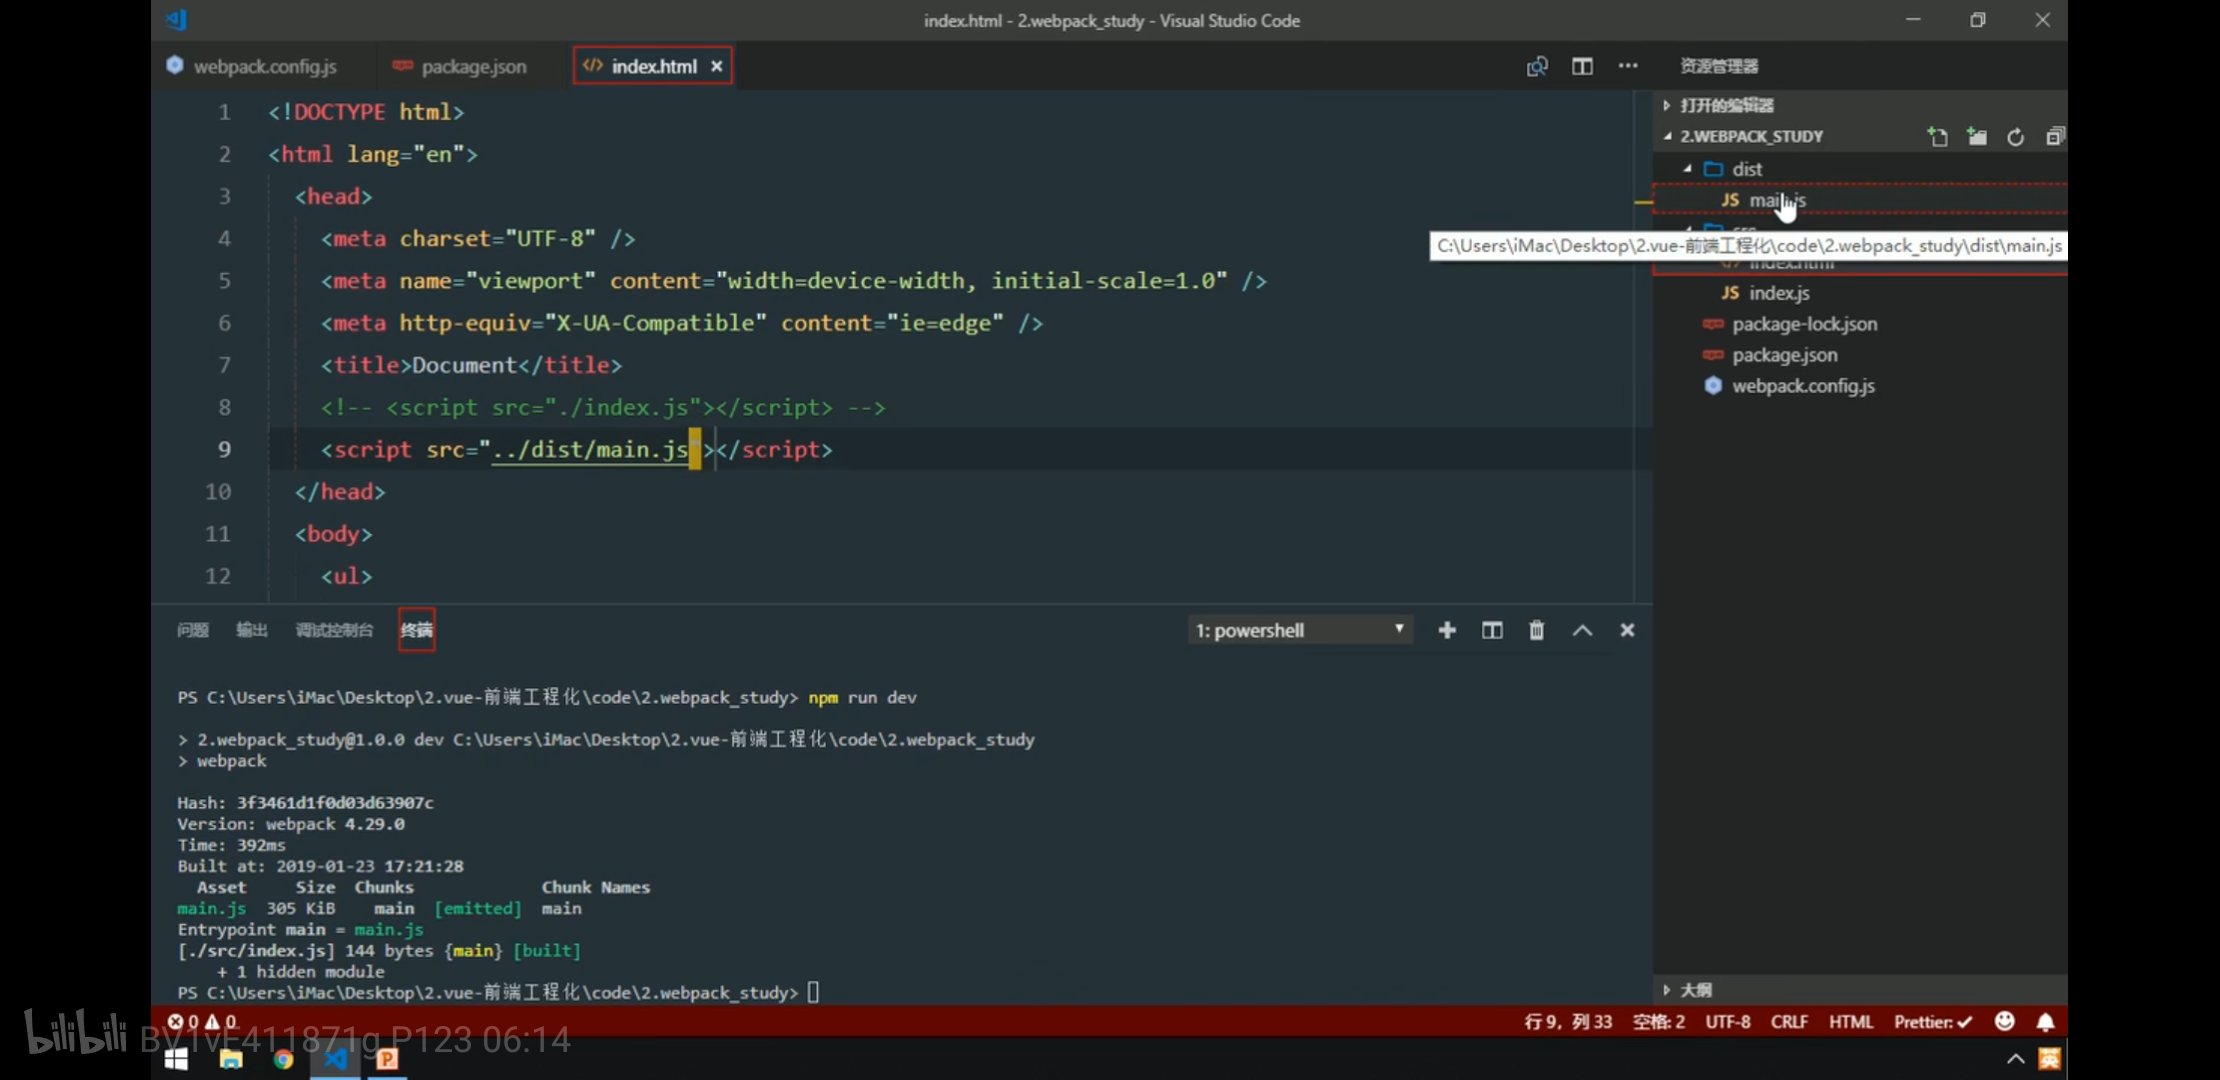 index.html - 2.webpack_study - Visual Studio Code
webpack.config.js
package.json
index.html
资源管理器
1 <!DOCTYPE html>
2 <html lang="en">
3 <head>
4 <meta charset="UTF-8" />
5 <meta name="viewport" content="width=device-width, initial-scale=1.0" />
6 <meta http-equiv="X-UA-Compatible" content="ie=edge" />
7 <title>Document</title>
8 <!-- <script src="./index.js"></script> -->
9 <script src="../dist/main.js"></script>
10 </head>
11 <body>
12 <ul>
打开的编辑器
2.WEBPACK_STUDY
dist
JS main.js
C:\Users\iMac\Desktop\2.vue-前端工程化\code\2.webpack_study\dist\main.js
index.html
JS index.js
package-lock.json
package.json
webpack.config.js
大纲
问题 输出 调试控制台 终端
1: powershell
PS C:\Users\iMac\Desktop\2.vue-前端工程化\code\2.webpack_study> npm run dev
> 2.webpack_study@1.0.0 dev C:\Users\iMac\Desktop\2.vue-前端工程化\code\2.webpack_study
> webpack
Hash: 3f3461d1f0d03d63907c
Version: webpack 4.29.0
Time: 392ms
Built at: 2019-01-23 17:21:28
Asset Size Chunks Chunk Names
main.js 305 KiB main [emitted] main
Entrypoint main = main.js
[./src/index.js] 144 bytes {main} [built]
+ 1 hidden module
PS C:\Users\iMac\Desktop\2.vue-前端工程化\code\2.webpack_study>
0 0
行 9，列 33 空格: 2 UTF-8 CRLF HTML Prettier: ✓
bilibili BV1vE411871g P123 06:14
英